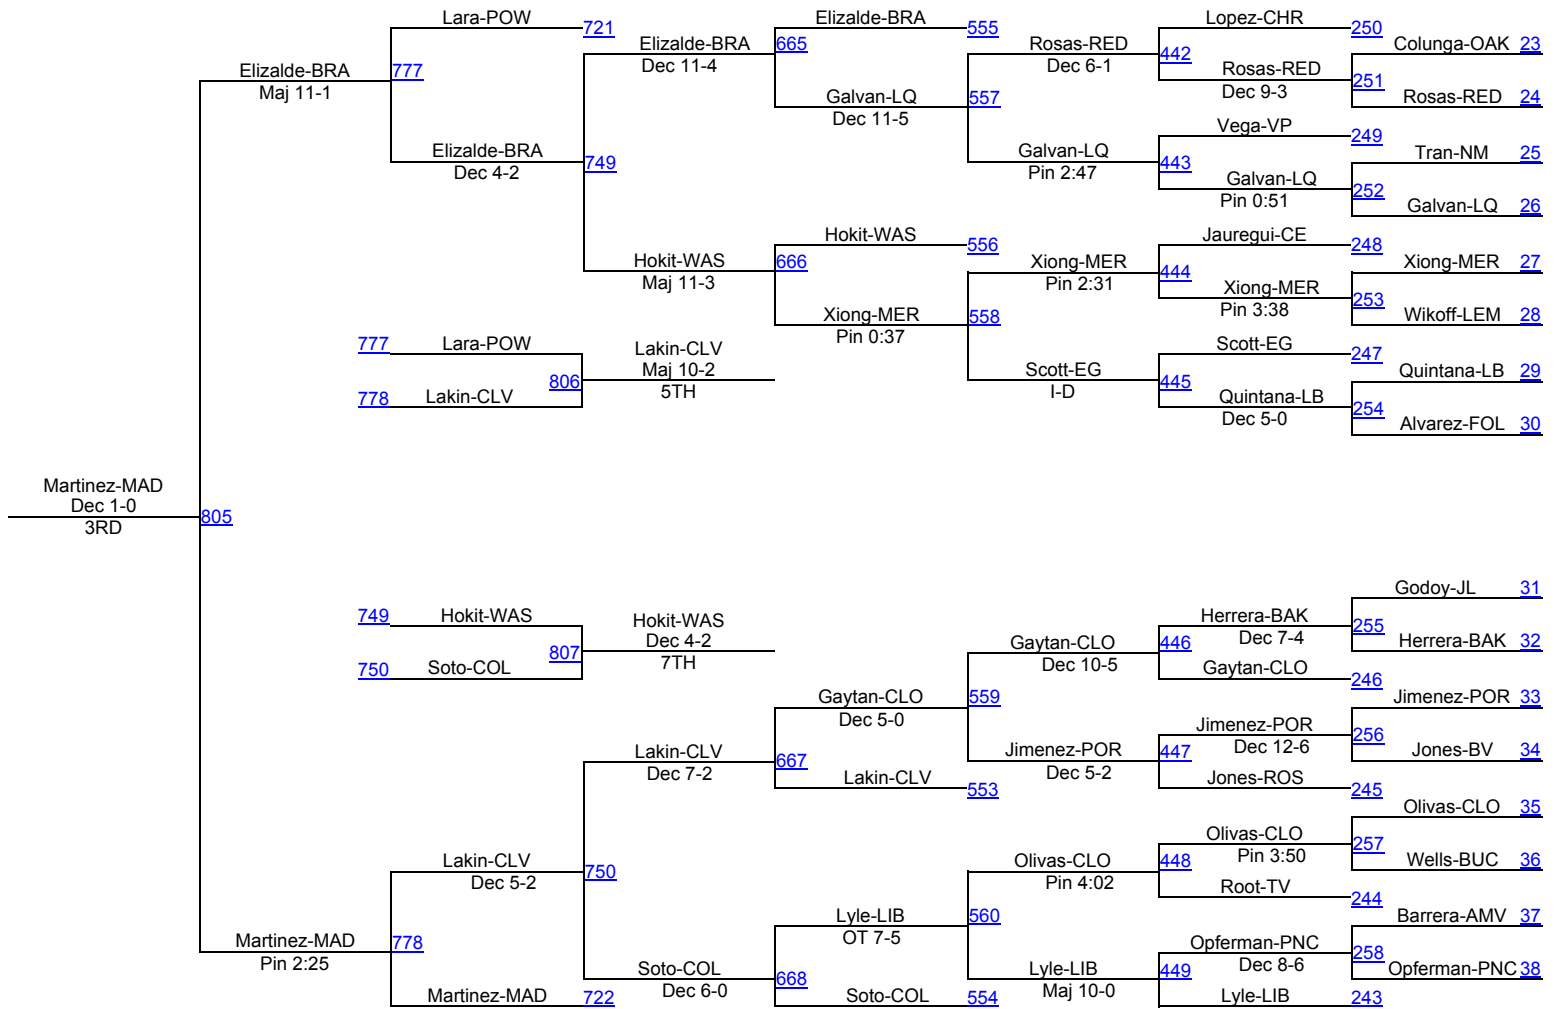 Lara-POW
721
Elizalde-BRA
555
Lopez-CHR
250
Elizalde-BRA
Dec 11-4
665
Rosas-RED
Dec 6-1
442
Colunga-OAK 23
Elizalde-BRA
Maj 11-1
777
Rosas-RED
Dec 9-3
251
Galvan-LQ
Dec 11-5
557
Rosas-RED 24
Vega-VP
249
Elizalde-BRA
Dec 4-2
749
Galvan-LQ
Pin 2:47
443
Tran-NM 25
Galvan-LQ
Pin 0:51
252
Galvan-LQ 26
Hokit-WAS
556
Jauregui-CE
248
Hokit-WAS
Maj 11-3
666
Xiong-MER
Pin 2:31
444
Xiong-MER 27
Xiong-MER
Pin 3:38
253
Xiong-MER
Pin 0:37
558
Wikoff-LEM 28
777
Lara-POW
Lakin-CLV
Maj 10-2
5TH
806
Scott-EG
247
778
Lakin-CLV
Scott-EG
I-D
445
Quintana-LB 29
Quintana-LB
Dec 5-0
254
Alvarez-FOL 30
Martinez-MAD
Dec 1-0
3RD
805
Godoy-JL 31
749
Hokit-WAS
Hokit-WAS
Dec 4-2
7TH
807
Herrera-BAK
Dec 7-4
255
Gaytan-CLO
Dec 10-5
446
Herrera-BAK 32
750
Soto-COL
Gaytan-CLO
246
Gaytan-CLO
Dec 5-0
559
Jimenez-POR 33
Jimenez-POR
Dec 12-6
256
Lakin-CLV
Dec 7-2
667
Jimenez-POR
Dec 5-2
447
Jones-BV 34
Lakin-CLV
553
Jones-ROS
245
Olivas-CLO 35
Olivas-CLO
Pin 3:50
257
Lakin-CLV
Dec 5-2
750
Olivas-CLO
Pin 4:02
448
Wells-BUC 36
Root-TV
244
Lyle-LIB
OT 7-5
560
Barrera-AMV 37
Martinez-MAD
Pin 2:25
778
Opferman-PNC
Dec 8-6
258
Soto-COL
Dec 6-0
668
Lyle-LIB
Maj 10-0
449
Opferman-PNC 38
Martinez-MAD
722
Soto-COL
554
Lyle-LIB
243